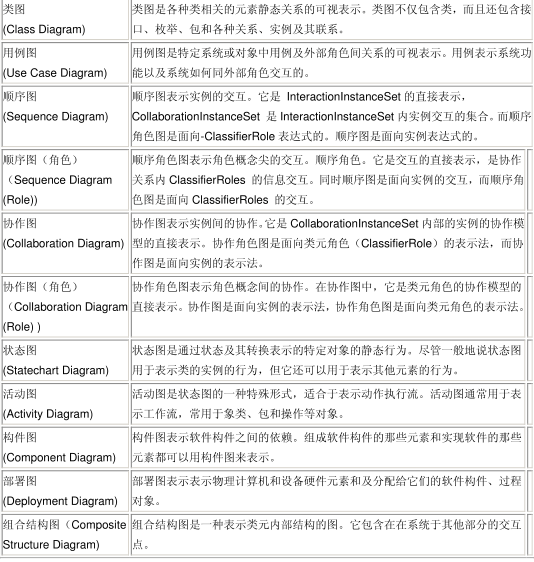 类图
(Class Diagram)
类图是各种类相关的元素静态关系的可视表示。类图不仅包含类，而且还包含接
口、枚举、包和各种关系、实例及其联系。
用例图
(Use Case Diagram)
用例图是特定系统或对象中用例及外部角色间关系的可视表示。用例表示系统功
能以及系统如何同外部角色交互的。
顺序图
(Sequence Diagram)
顺序图表示实例的交互。它是 InteractionInstanceSet 的直接表示，
CollaborationInstanceSet 是 InteractionInstanceSet 内实例交互的集合。而顺序
角色图是面向-ClassifierRole 表达式的。顺序图是面向实例表达式的。
顺序图（角色）
（Sequence Diagram
(Role))
顺序角色图表示角色概念尖的交互。顺序角色。它是交互的直接表示，是协作
关系内 ClassifierRoles 的信息交互。同时顺序图是面向实例的交互，而顺序角
色图是面向 ClassifierRoles 的交互。
协作图
(Collaboration Diagram)
协作图表示实例间的协作。它是 CollaborationInstanceSet 内部的实例的协作模
型的直接表示。协作角色图是面向类元角色（ClassifierRole）的表示法，而协
作图是面向实例的表示法。
协作图（角色）
（Collaboration Diagram
(Role) )
协作角色图表示角色概念间的协作。在协作图中，它是类元角色的协作模型的
直接表示。协作图是面向实例的表示法，协作角色图是面向类元角色的表示法。
状态图
(Statechart Diagram)
状态图是通过状态及其转换表示的特定对象的静态行为。尽管一般地说状态图
用于表示类的实例的行为，但它还可以用于表示其他元素的行为。
活动图
(Activity Diagram)
活动图是状态图的一种特殊形式，适合于表示动作执行流。活动图通常用于表
示工作流，常用于象类、包和操作等对象。
构件图
(Component Diagram)
构件图表示软件构件之间的依赖。组成软件构件的那些元素和实现软件的那些
元素都可以用构件图来表示。
部署图
(Deployment Diagram)
部署图表示表示物理计算机和设备硬件元素和及分配给它们的软件构件、过程
对象。
组合结构图（Composite
Structure Diagram)
组合结构图是一种表示类元内部结构的图。它包含在在系统于其他部分的交互
点。